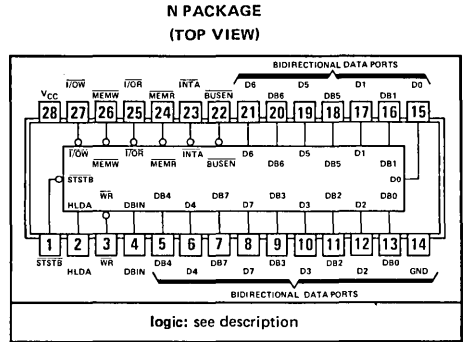 N PACKAGE
(TOP VIEW)
BIDIRECTIONAL DATA PORTS
VCC I/OW MEMW I/OR MEMR INTA BUSEN D6 DB6 D5 DB5 D1 DB1 D0
28 27 26 25 24 23 22 21 20 19 18 17 16 15
I/OW MEMW I/OR MEMR INTA BUSEN D6 DB6 D5 DB5 D1 DB1
STSTB D0
HLDA WR DBIN DB4 D4 DB7 D7 DB3 D3 DB2 D2 DB0
1 2 3 4 5 6 7 8 9 10 11 12 13 14
STSTB HLDA WR DBIN DB4 D4 DB7 D7 DB3 D3 DB2 D2 DB0 GND
BIDIRECTIONAL DATA PORTS
logic: see description